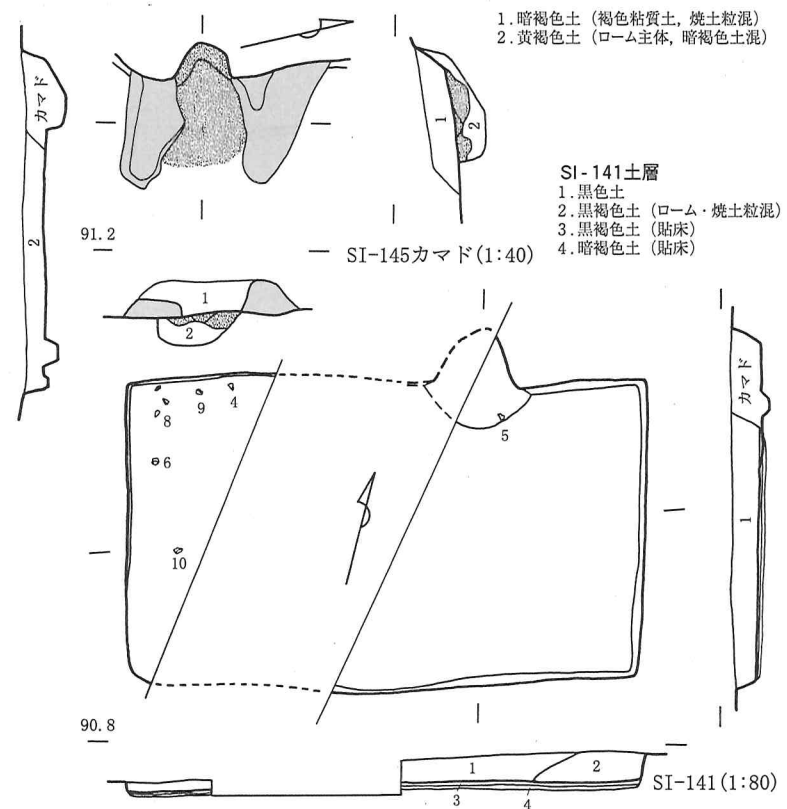 1.暗褐色土 (褐色粘質土, 焼土粒混)
2.黄褐色土 (ローム主体, 暗褐色土混)
カマド
2
1
2
SI-141土層
1.黒色土
2.黒褐色土 (ローム・焼土粒混)
3.黒褐色土 (貼床)
4.暗褐色土 (貼床)
91.2
SI-145カマド(1:40)
1
2
カマド
1
8
9
4
5
6
10
90.8
1
2
3
4
SI-141(1:80)